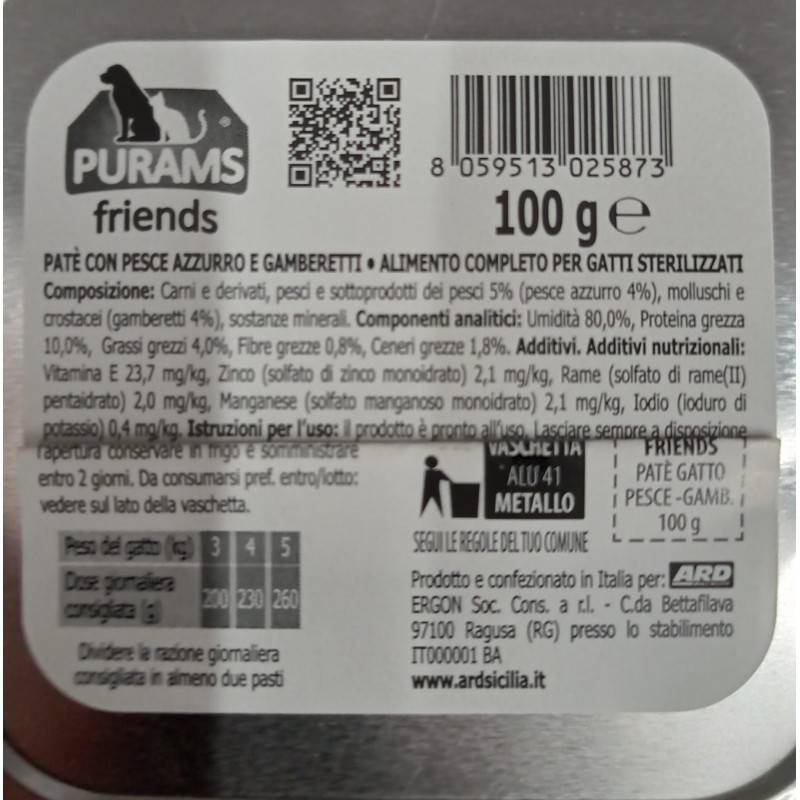 PURAMS
®
friends
8 059513 025873
100 g e
PATÈ CON PESCE AZZURRO E GAMBERETTI • ALIMENTO COMPLETO PER GATTI STERILIZZATI
Composizione: Carni e derivati, pesci e sottoprodotti dei pesci 5% (pesce azzurro 4%), molluschi e
crostacei (gamberetti 4%), sostanze minerali. Componenti analitici: Umidità 80,0%, Proteina grezza
10,0%, Grassi grezzi 4,0%, Fibre grezze 0,8%, Ceneri grezze 1,8%. Additivi. Additivi nutrizionali:
Vitamina E 23,7 mg/kg, Zinco (solfato di zinco monoidrato) 2,1 mg/kg, Rame (solfato di rame(II)
pentaidrato) 2,0 mg/kg, Manganese (solfato manganoso monoidrato) 2,1 mg/kg, Iodio (ioduro di
potassio) 0,4 mg/kg. Istruzioni per l'uso: il prodotto è pronto all'uso. Lasciare sempre a disposizione
l'apertura conservare in frigo e somministrare
entro 2 giorni. Da consumarsi pref. entro/lotto:
vedere sul lato della vaschetta.
Peso del gatto (kg) 3 4 5
Dose giornaliera
consigliata (g) 200 230 260
Dividere la razione giornaliera
consigliata in almeno due pasti
VASCHETTA
ALU 41
METALLO
SEGUI LE REGOLE DEL TUO COMUNE
FRIENDS
PATÈ GATTO
PESCE -GAMB.
100 g
Prodotto e confezionato in Italia per: ARD
ERGON Soc. Cons. a r.l. - C.da Bettafilava
97100 Ragusa (RG) presso lo stabilimento
IT000001 BA
www.ardsicilia.it